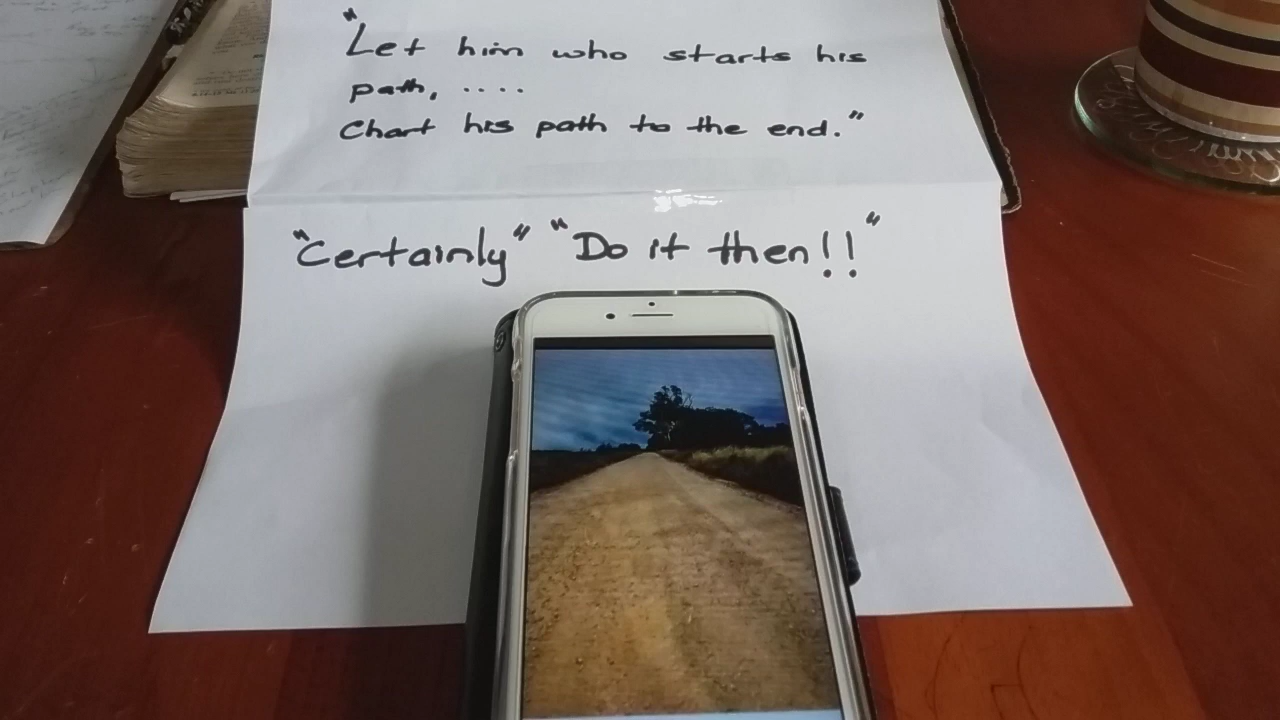 "Let him who starts his
path, ....
Chart his path to the end."
"Certainly" "Do it then!!"